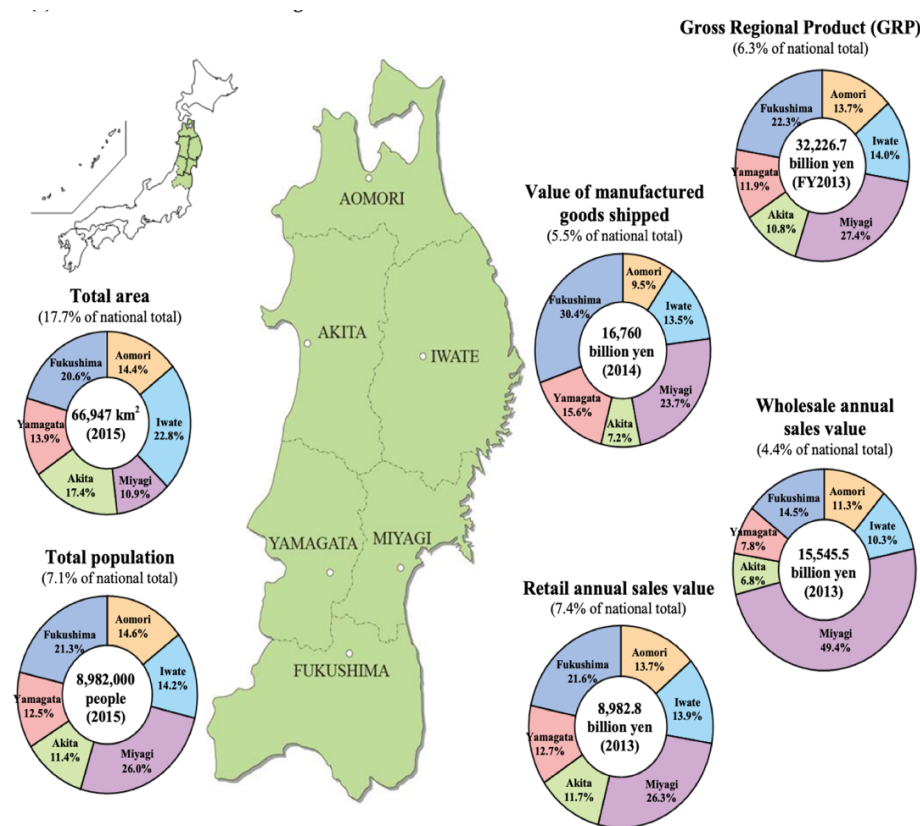 Gross Regional Product (GRP)
(6.3% of national total)
Aomori
13.7%
Iwate
14.0%
Miyagi
27.4%
Akita
10.8%
Yamagata
11.9%
Fukushima
22.3%
32,226.7
billion yen
(FY2013)
Value of manufactured
goods shipped
(5.5% of national total)
Aomori
9.5%
Iwate
13.5%
Miyagi
23.7%
Akita
7.2%
Yamagata
15.6%
Fukushima
30.4%
16,760
billion yen
(2014)
AOMORI
AKITA
IWATE
YAMAGATA
MIYAGI
FUKUSHIMA
Total area
(17.7% of national total)
Aomori
14.4%
Iwate
22.8%
Miyagi
10.9%
Akita
17.4%
Yamagata
13.9%
Fukushima
20.6%
66,947 km²
(2015)
Wholesale annual
sales value
(4.4% of national total)
Aomori
11.3%
Iwate
10.3%
Miyagi
49.4%
Akita
6.8%
Yamagata
7.8%
Fukushima
14.5%
15,545.5
billion yen
(2013)
Total population
(7.1% of national total)
Aomori
14.6%
Iwate
14.2%
Miyagi
26.0%
Akita
11.4%
Yamagata
12.5%
Fukushima
21.3%
8,982,000
people
(2015)
Retail annual sales value
(7.4% of national total)
Aomori
13.7%
Iwate
13.9%
Miyagi
26.3%
Akita
11.7%
Yamagata
12.7%
Fukushima
21.6%
8,982.8
billion yen
(2013)